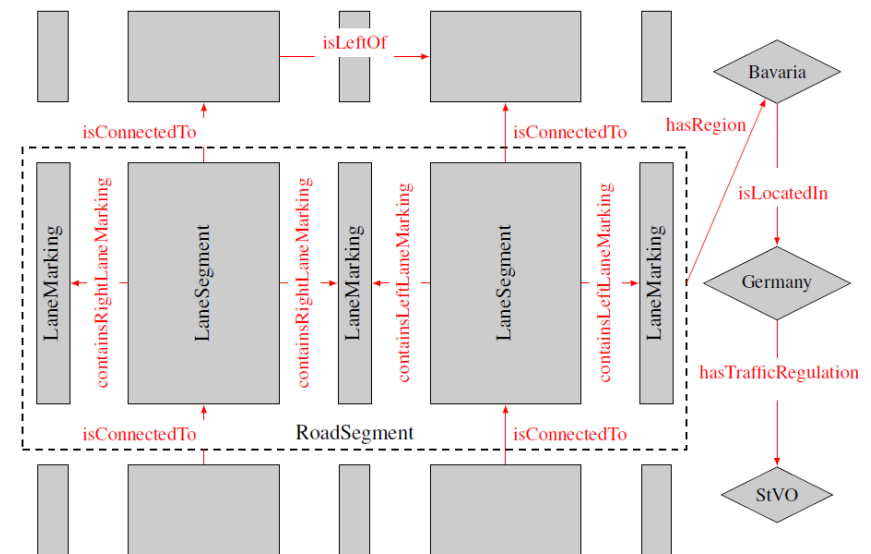 isLeftOf
Bavaria
isConnectedTo
isConnectedTo
hasRegion
isLocatedIn
LaneMarking
containsRightLaneMarking
LaneSegment
containsRightLaneMarking
LaneMarking
containsLeftLaneMarking
LaneSegment
containsLeftLaneMarking
LaneMarking
Germany
hasTrafficRegulation
isConnectedTo
RoadSegment
isConnectedTo
StVO